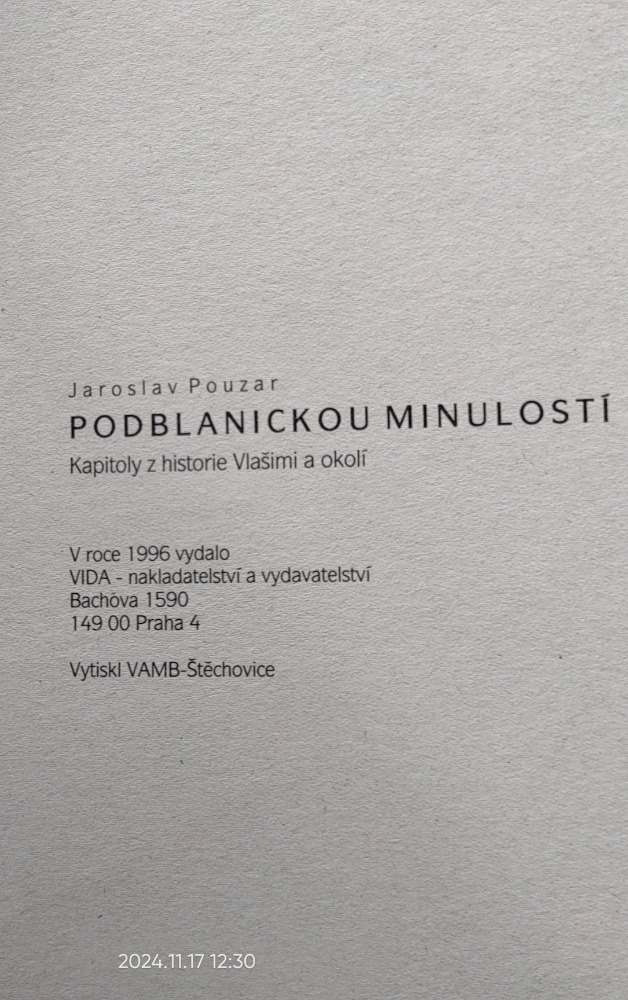 Jaroslav Pouzar
PODBLANICKOU MINULOSTÍ
Kapitoly z historie Vlašimi a okolí
V roce 1996 vydalo
VIDA - nakladatelství a vydavatelství
Bachova 1590
149 00 Praha 4
Vytiskl VAMB-Štěchovice
2024.11.17 12:30